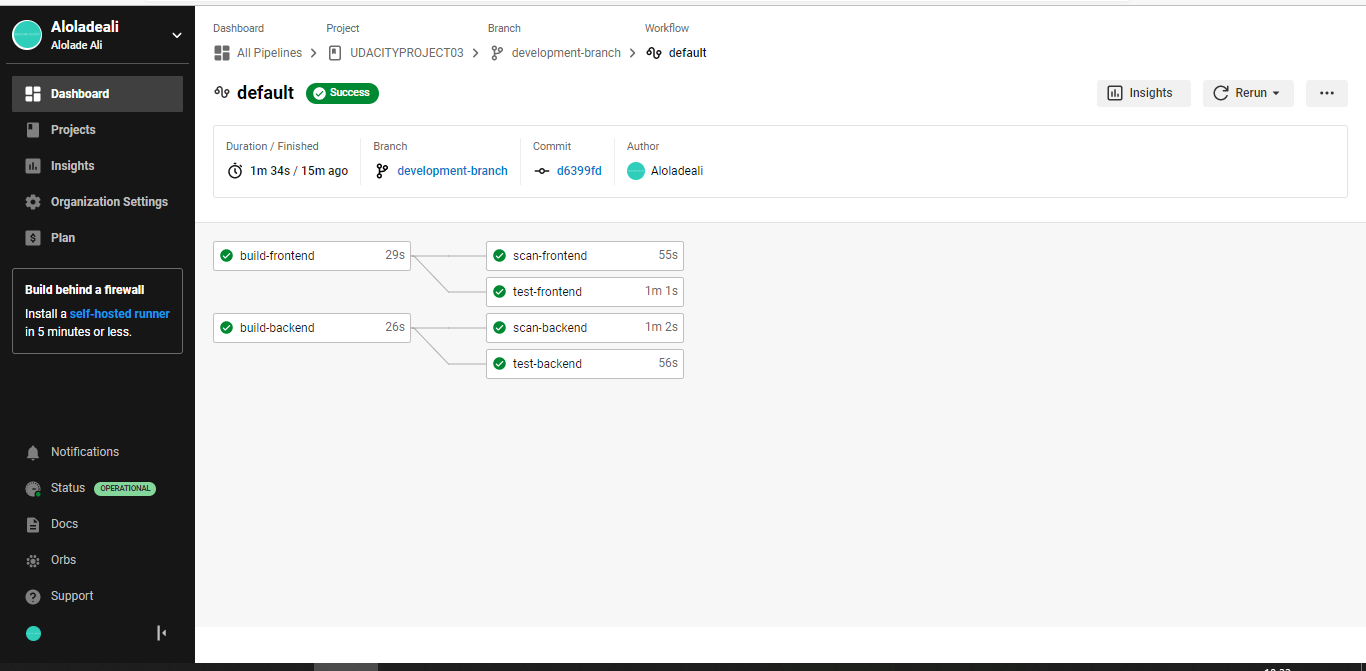 Aloladeali
Alolade Ali
Dashboard
Projects
Insights
Organization Settings
Plan
Build behind a firewall
Install a self-hosted runner
in 5 minutes or less.
Notifications
Status OPERATIONAL
Docs
Orbs
Support
Dashboard Project Branch Workflow
All Pipelines UDACITYPROJECT03 development-branch default
default Success
Insights Rerun
Duration / Finished Branch Commit Author
1m 34s / 15m ago development-branch d6399fd Aloladeali
build-frontend 29s scan-frontend 55s
test-frontend 1m 1s
build-backend 26s scan-backend 1m 2s
test-backend 56s